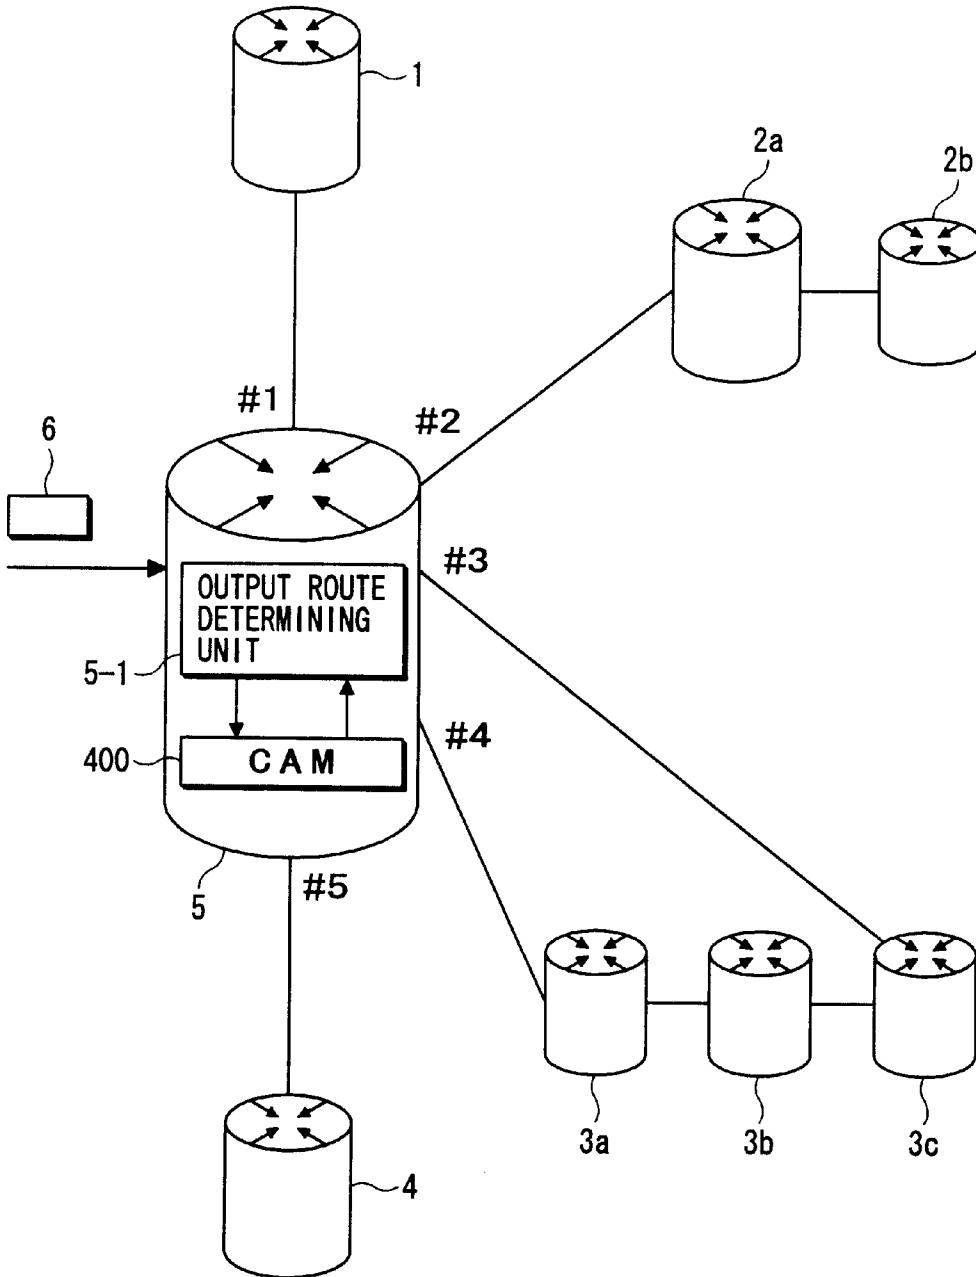 1
2a
2b
#1
#2
6
#3
OUTPUT ROUTE
DETERMINING
UNIT
5-1
#4
400
CAM
5
#5
3a
3b
3c
4